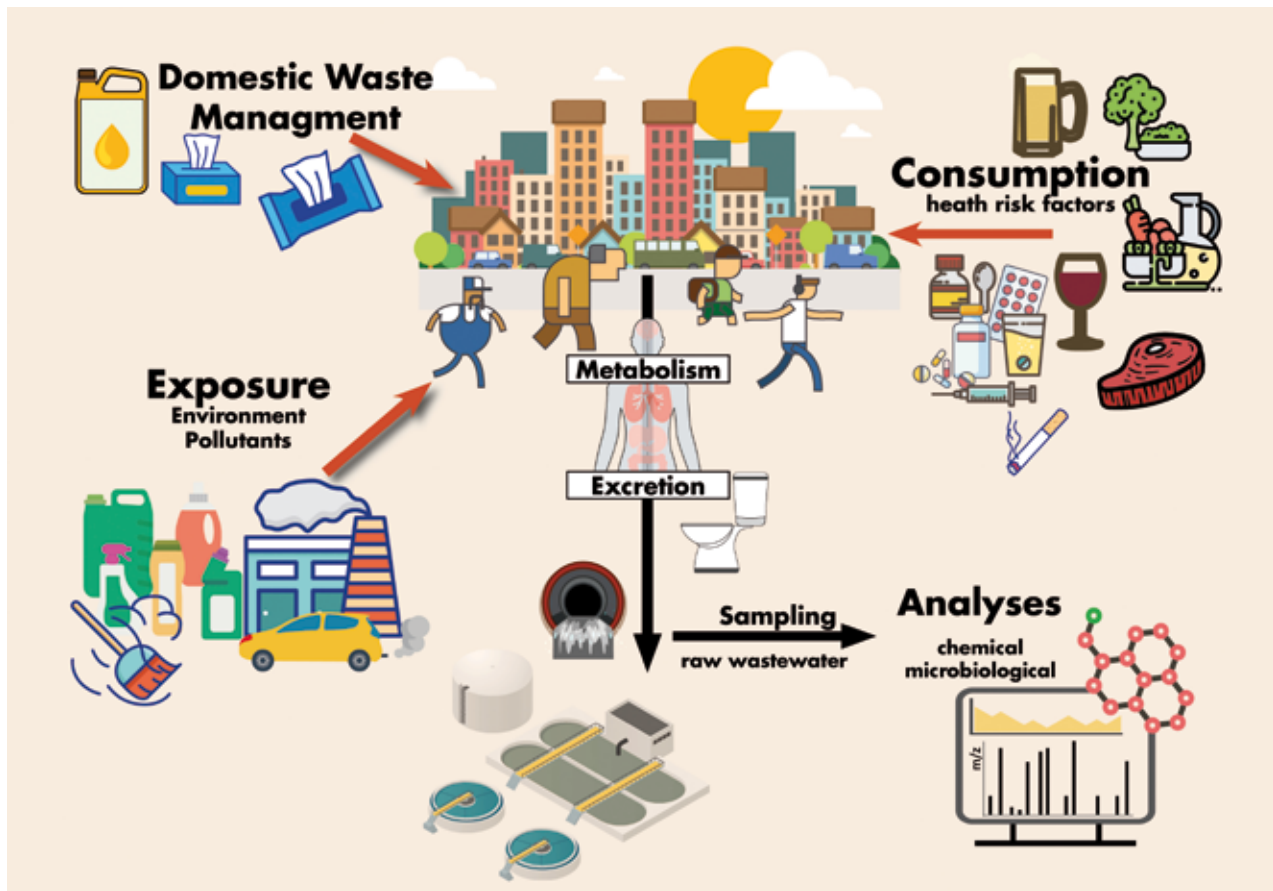 Domestic Waste
Managment
Consumption
heath risk factors
Metabolism
Exposure
Environment
Pollutants
Excretion
Sampling
raw wastewater
Analyses
chemical
microbiological
m/z